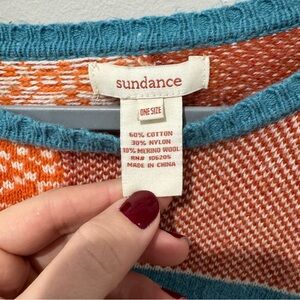 sundance
ONE SIZE
60% COTTON
30% NYLON
10% MERINO WOOL
RN# 106205
MADE IN CHINA